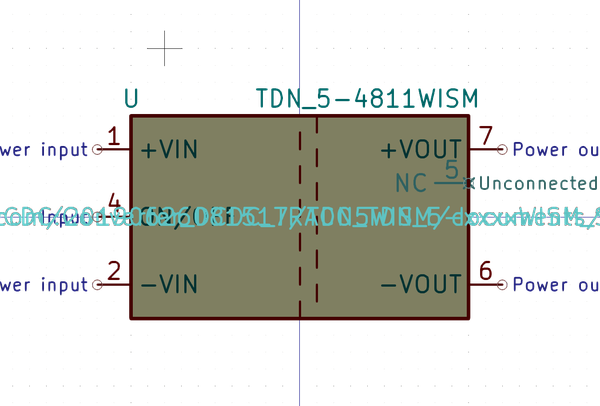 U TDN_5-4811WISM
wer input 1 +VIN +VOUT 7 Power ou
NC 5 Unconnected
Input 4
wer input 2 -VIN -VOUT 6 Power ou